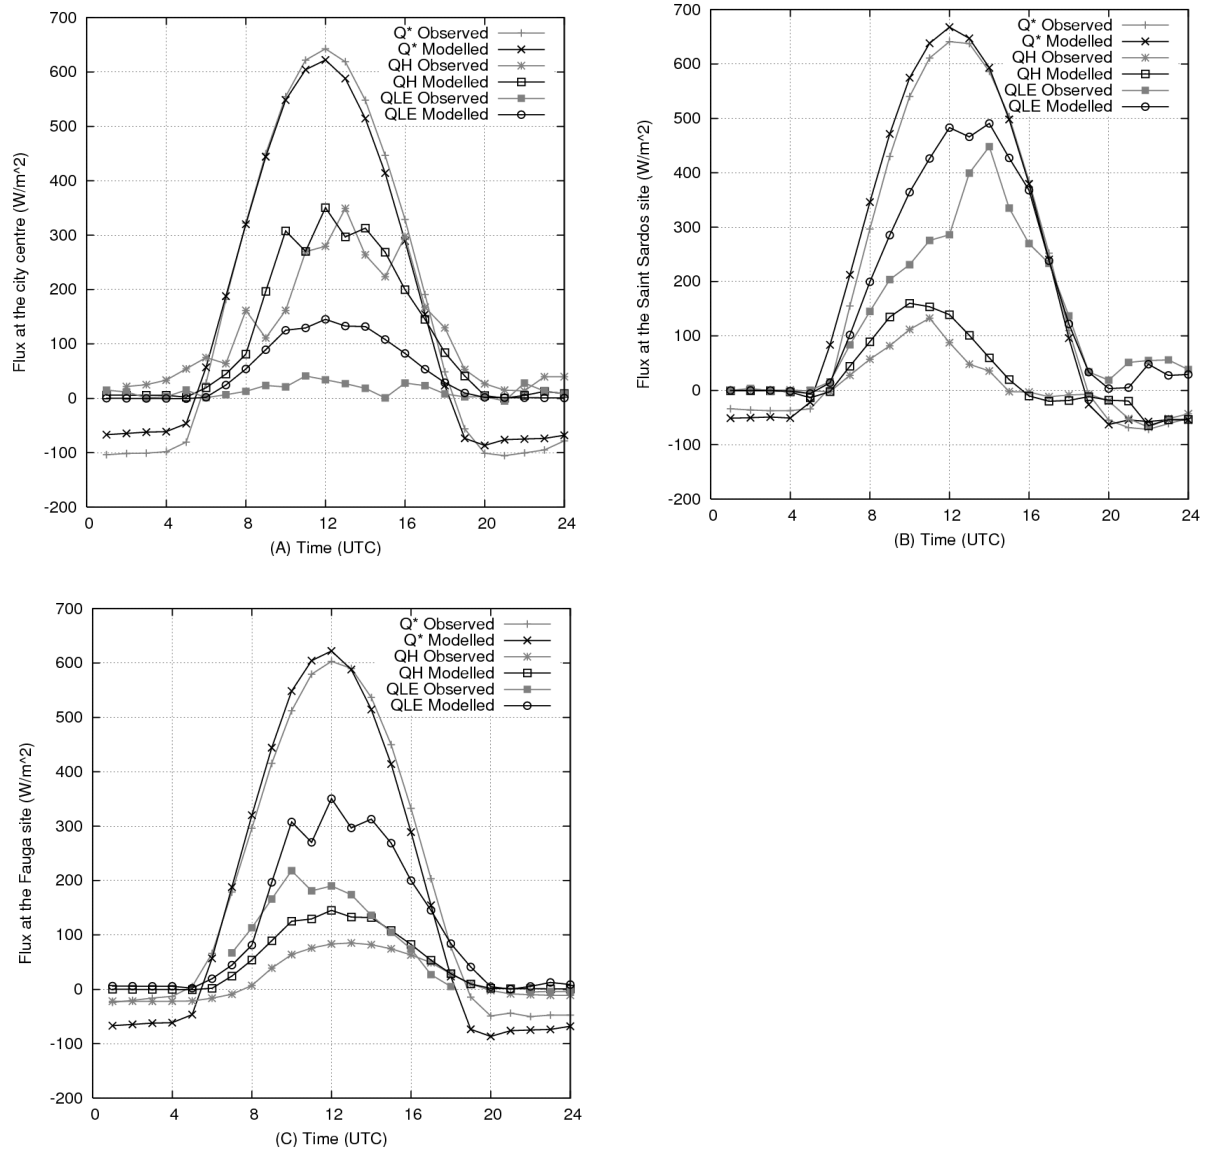 Flux at the city centre (W/m^2)
700
600
500
400
300
200
100
0
-100
-200
Q* Observed
Q* Modelled
QH Observed
QH Modelled
QLE Observed
QLE Modelled
0 4 8 12 16 20 24
(A) Time (UTC)
Flux at the Saint Sardos site (W/m^2)
700
600
500
400
300
200
100
0
-100
-200
Q* Observed
Q* Modelled
QH Observed
QH Modelled
QLE Observed
QLE Modelled
0 4 8 12 16 20 24
(B) Time (UTC)
Flux at the Fauga site (W/m^2)
700
600
500
400
300
200
100
0
-100
-200
Q* Observed
Q* Modelled
QH Observed
QH Modelled
QLE Observed
QLE Modelled
0 4 8 12 16 20 24
(C) Time (UTC)